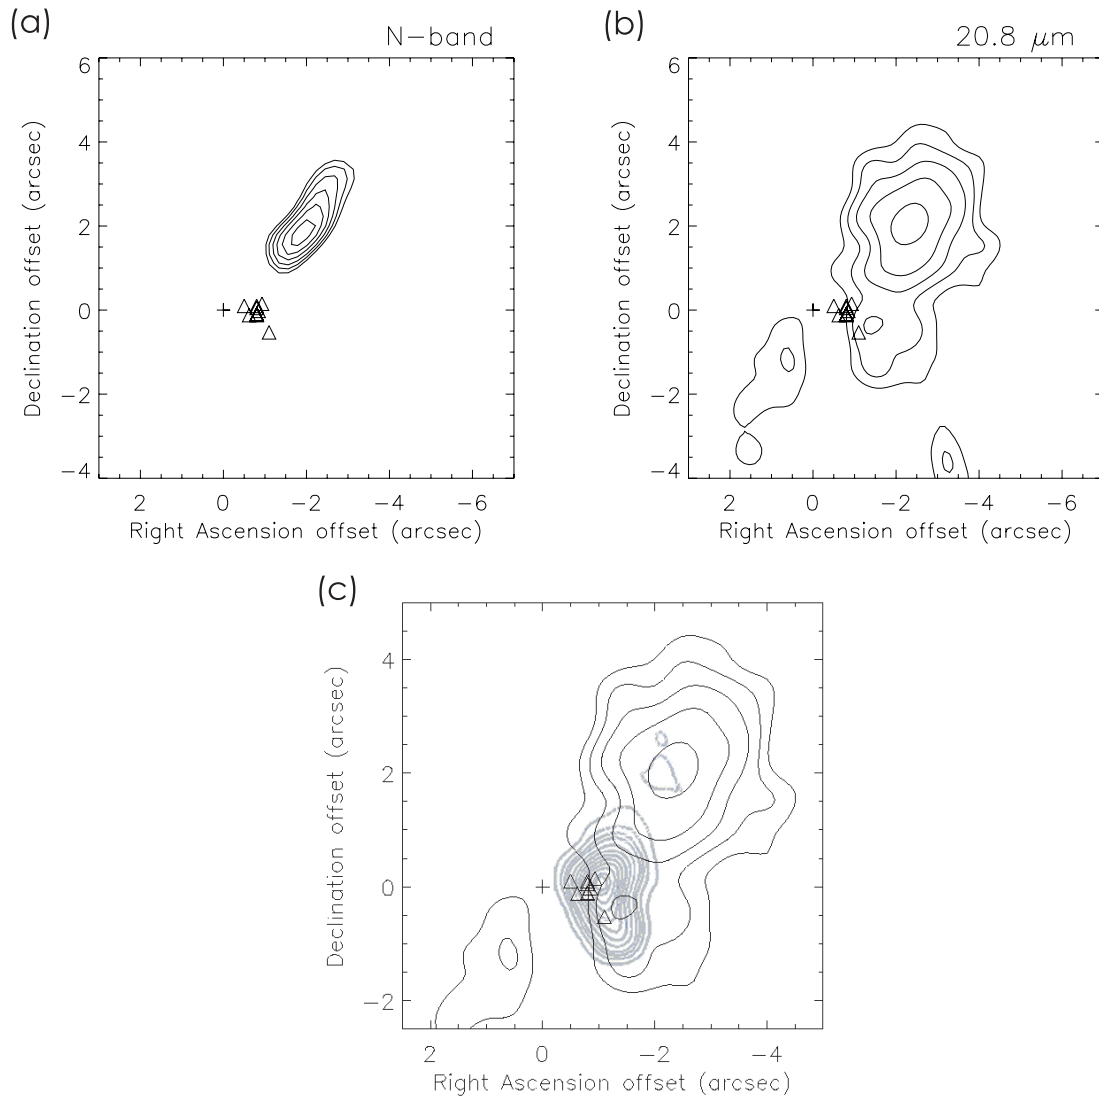 (a)
N-band
6
4
2
0
−2
−4
Declination offset (arcsec)
2 0 −2 −4 −6
Right Ascension offset (arcsec)
(b)
20.8 μm
6
4
2
0
−2
−4
Declination offset (arcsec)
2 0 −2 −4 −6
Right Ascension offset (arcsec)
(c)
4
2
0
−2
Declination offset (arcsec)
2 0 −2 −4
Right Ascension offset (arcsec)